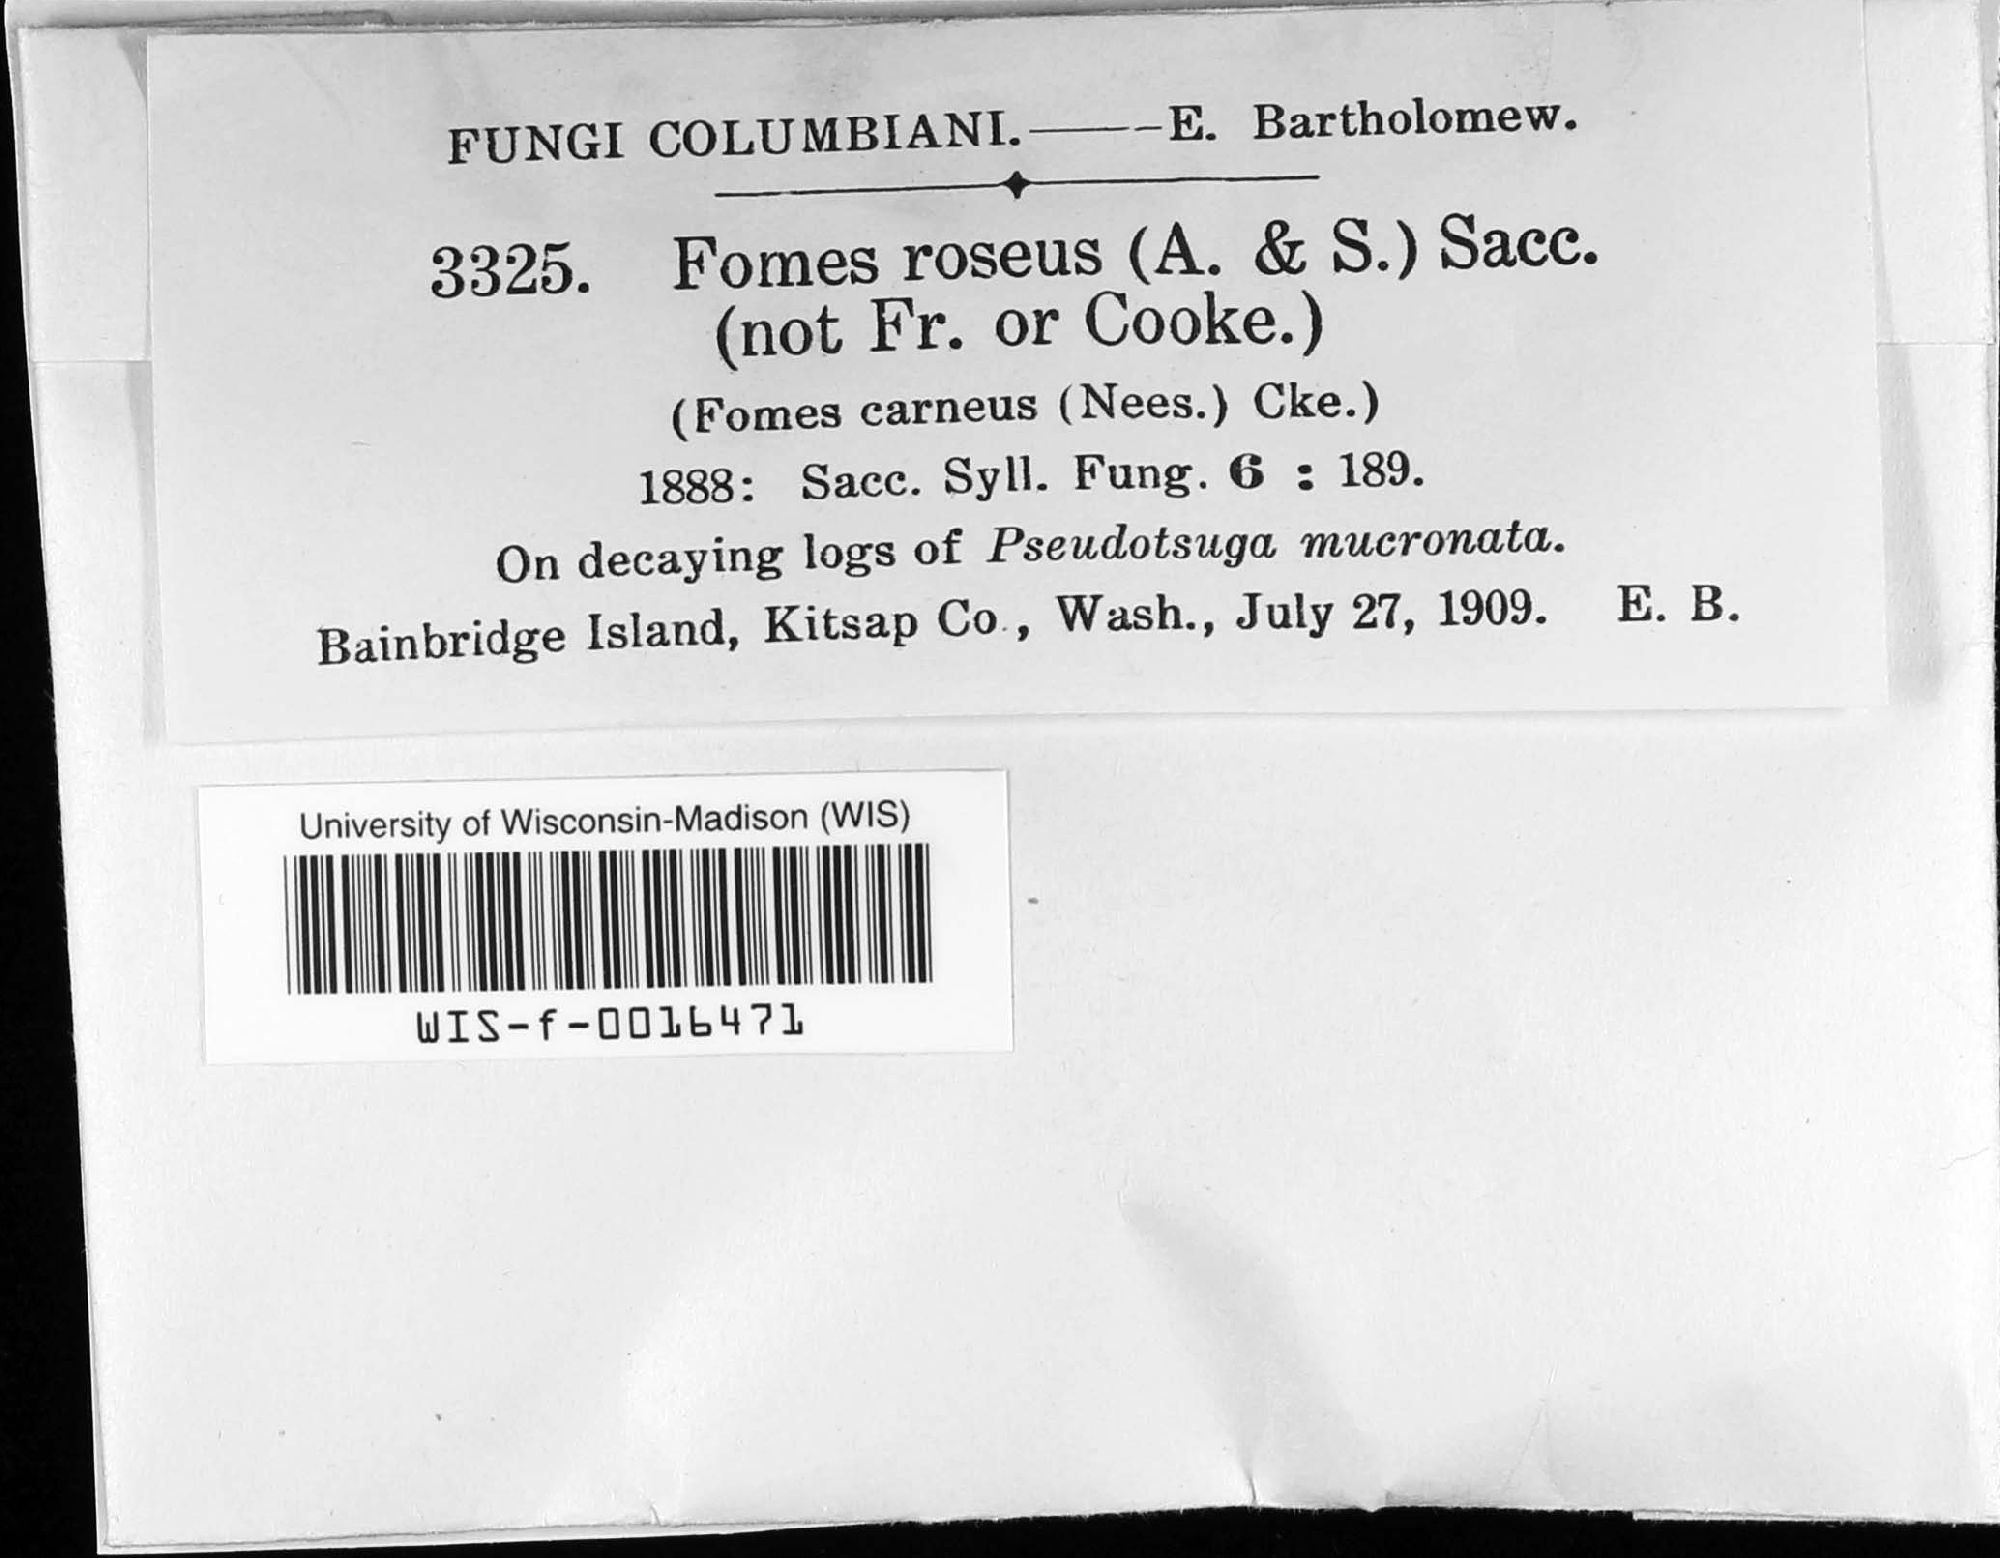 FUNGI COLUMBIANI.——-E. Bartholomew.
3325. Fomes roseus (A. & S.) Sacc.
(not Fr. or Cooke.)
(Fomes carneus (Nees.) Cke.)
1888: Sacc. Syll. Fung. 6 : 189.
On decaying logs of Pseudotsuga mucronata.
Bainbridge Island, Kitsap Co., Wash., July 27, 1909. E. B.
University of Wisconsin-Madison (WIS)
WIS-f-0016471